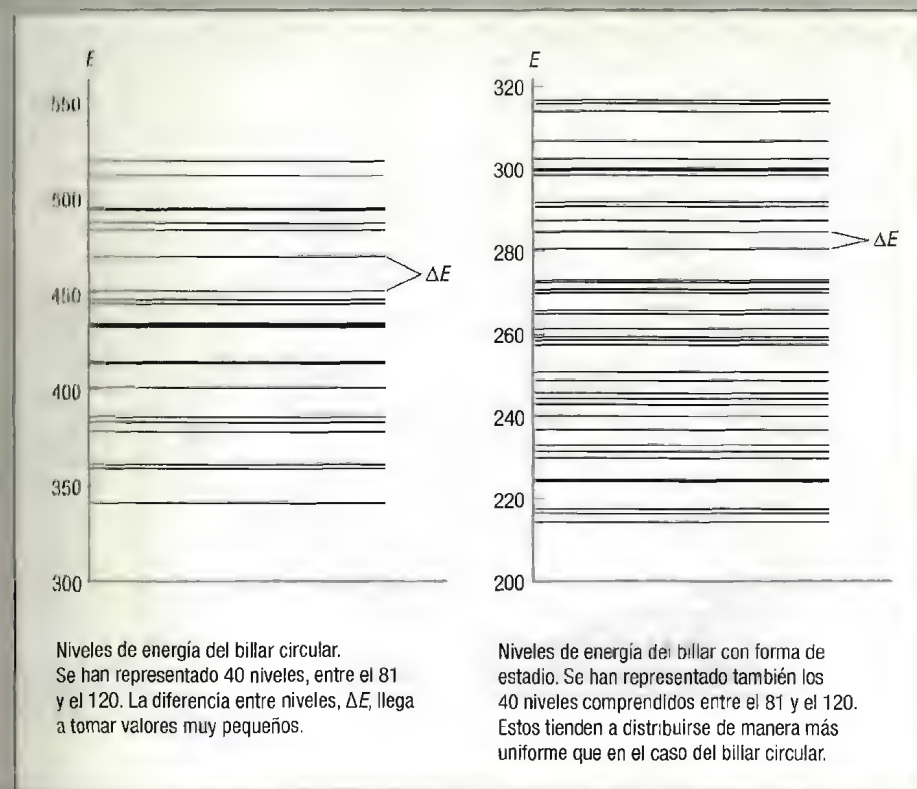 E
550
500
450
400
350
300
ΔE
Niveles de energía del billar circular.
Se han representado 40 niveles, entre el 81
y el 120. La diferencia entre niveles, ΔE, llega
a tomar valores muy pequeños.
E
320
300
280
260
240
220
200
ΔE
Niveles de energía del billar con forma de
estadio. Se han representado también los
40 niveles comprendidos entre el 81 y el 120.
Estos tienden a distribuirse de manera más
uniforme que en el caso del billar circular.